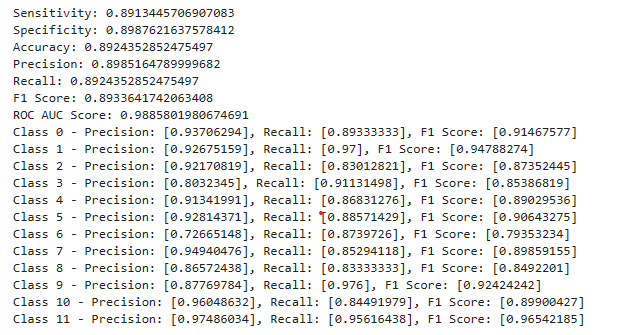 Sensitivity: 0.8913445706907083
Specificity: 0.8987621637578412
Accuracy: 0.8924352852475497
Precision: 0.8985164789999682
Recall: 0.8924352852475497
F1 Score: 0.8933641742063408
ROC AUC Score: 0.9885801980674691
Class 0 - Precision: [0.93706294], Recall: [0.89333333], F1 Score: [0.91467577]
Class 1 - Precision: [0.92675159], Recall: [0.97], F1 Score: [0.94788274]
Class 2 - Precision: [0.92170819], Recall: [0.83012821], F1 Score: [0.87352445]
Class 3 - Precision: [0.8032345], Recall: [0.91131498], F1 Score: [0.85386819]
Class 4 - Precision: [0.91341991], Recall: [0.86831276], F1 Score: [0.89029536]
Class 5 - Precision: [0.92814371], Recall: [0.88571429], F1 Score: [0.90643275]
Class 6 - Precision: [0.72665148], Recall: [0.8739726], F1 Score: [0.79353234]
Class 7 - Precision: [0.94940476], Recall: [0.85294118], F1 Score: [0.89859155]
Class 8 - Precision: [0.86572438], Recall: [0.83333333], F1 Score: [0.8492201]
Class 9 - Precision: [0.87769784], Recall: [0.976], F1 Score: [0.92424242]
Class 10 - Precision: [0.96048632], Recall: [0.84491979], F1 Score: [0.89900427]
Class 11 - Precision: [0.97486034], Recall: [0.95616438], F1 Score: [0.96542185]